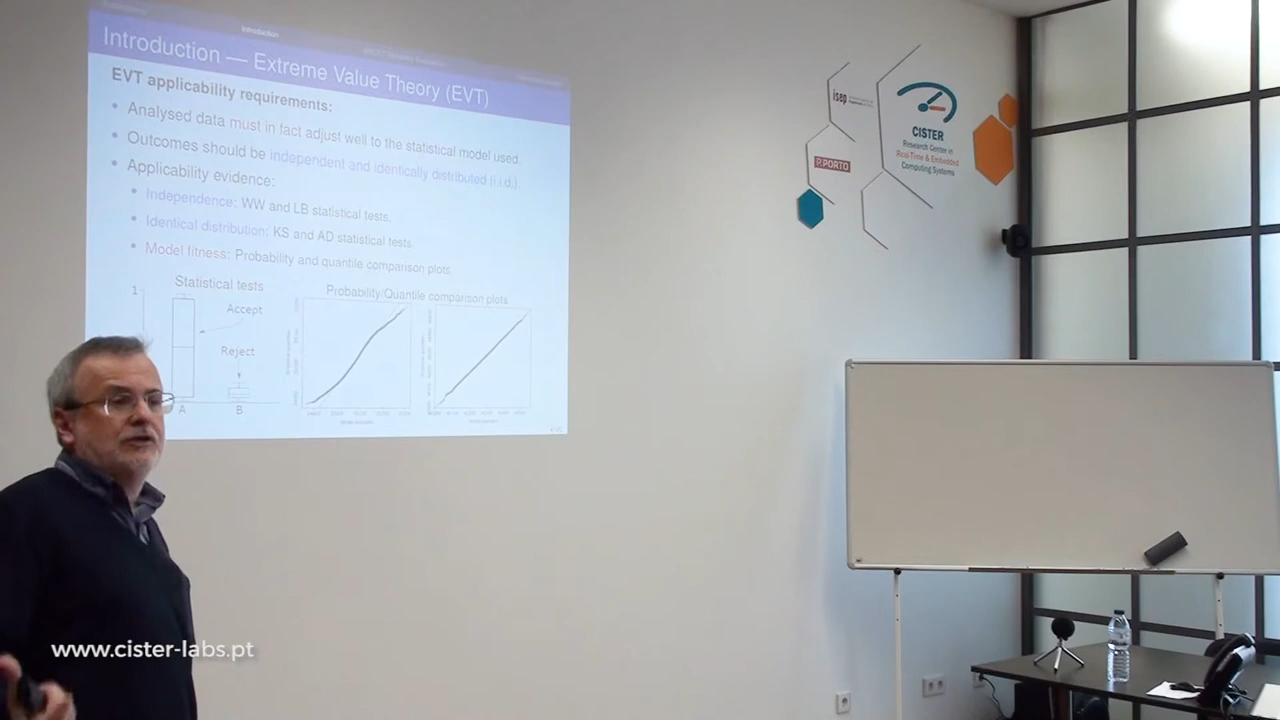 Introduction
Introduction — Extreme Value Theory (EVT)
EVT applicability requirements:
Analysed data must in fact adjust well to the statistical model used.
Outcomes should be independent and identically distributed (i.i.d.).
Applicability evidence:
Independence: WW and LB statistical tests.
Identical distribution: KS and AD statistical tests.
Model fitness: Probability and quantile comparison plots.
Statistical tests
Probability/Quantile comparison plots
1
Accept
Reject
A
B
isep
P.PORTO
CISTER
Research Center in
Real-Time & Embedded
Computing Systems
www.cister-labs.pt